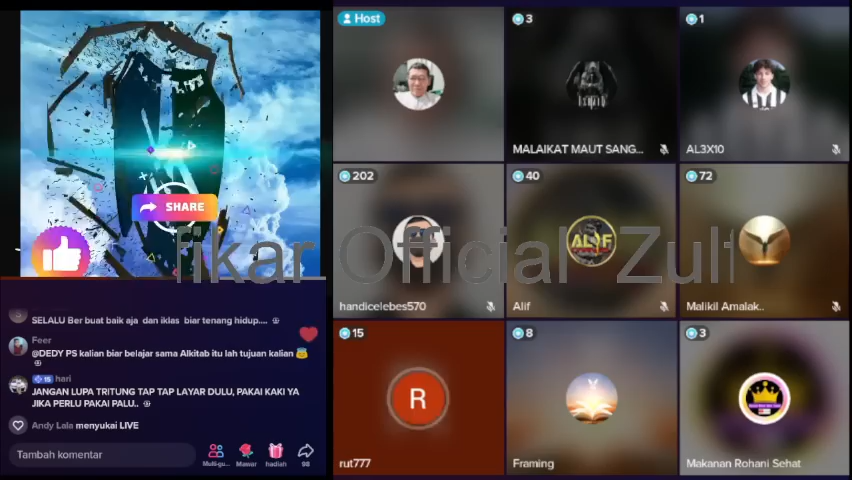 SHARE
fikar Official Zulf
SELALU Ber buat baik aja dan iklas biar tenang hidup....
Feer
@DEDY PS kalian biar belajar sama Alkitab itu lah tujuan kalian
15 hari
JANGAN LUPA TRITUNG TAP TAP LAYAR DULU, PAKAI KAKI YA
JIKA PERLU PAKAI PALU..
Andy Lala menyukai LIVE
Tambah komentar
Multi-gu...
Mawar
hadiah
98
Host
3
MALAIKAT MAUT SANG...
1
AL3X10
202
handicelebes570
40
ALIF
Alif
72
Malikil Amalak..
15
R
rut777
8
Framing
3
Makanan Rohani Sehat